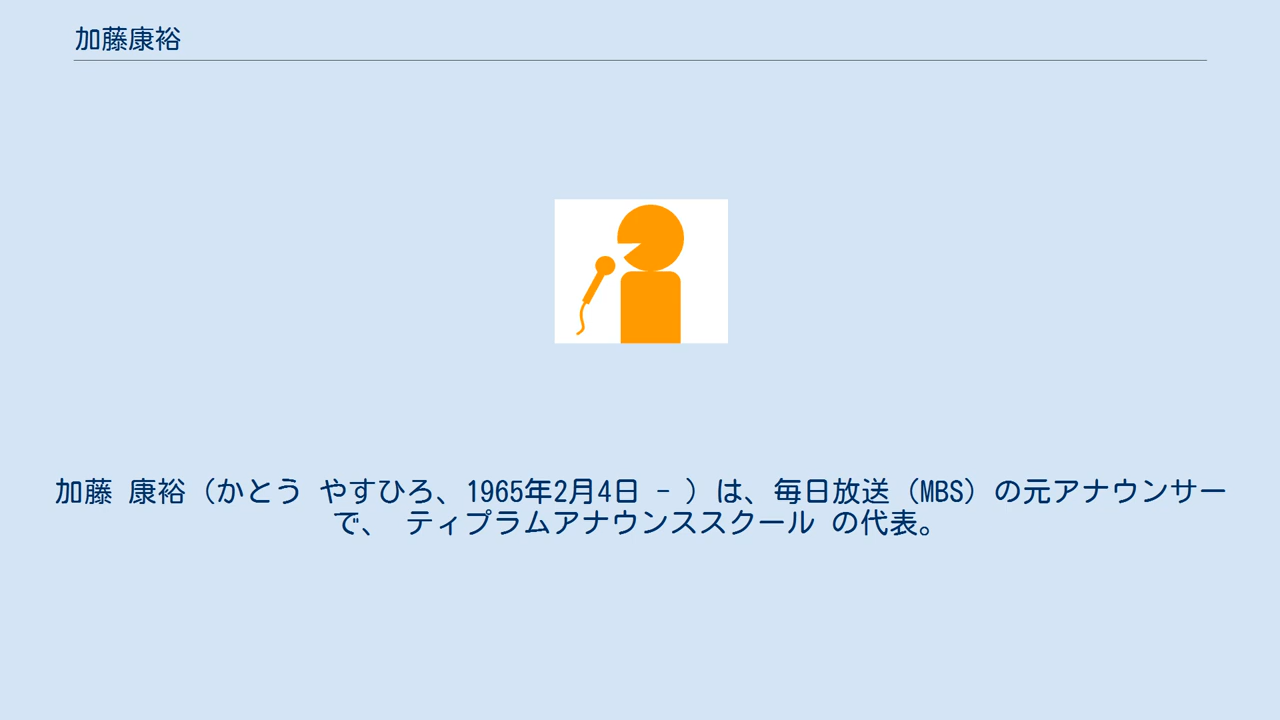 加藤康裕
加藤 康裕（かとう やすひろ、1965年2月4日 - ）は、毎日放送（MBS）の元アナウンサー
で、 ティプラムアナウンススクール の代表。